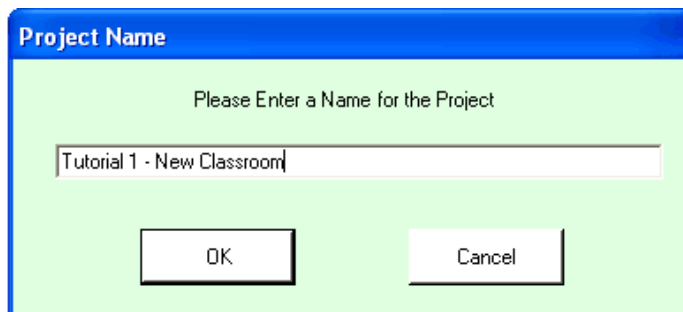 Project Name
Please Enter a Name for the Project
Tutorial 1 - New Classroom
OK Cancel